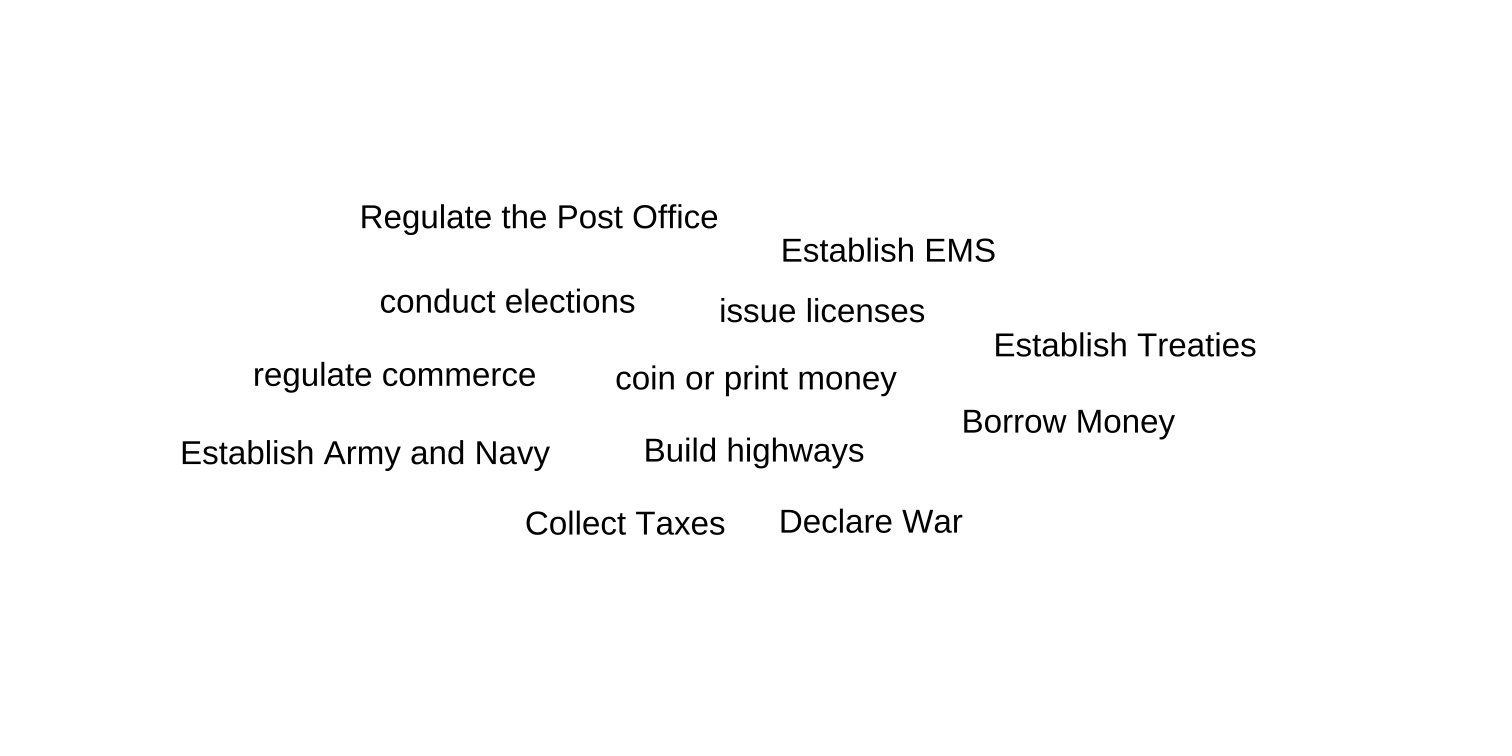 Regulate the Post Office
Establish EMS
conduct elections
issue licenses
Establish Treaties
regulate commerce
coin or print money
Borrow Money
Establish Army and Navy
Build highways
Collect Taxes
Declare War